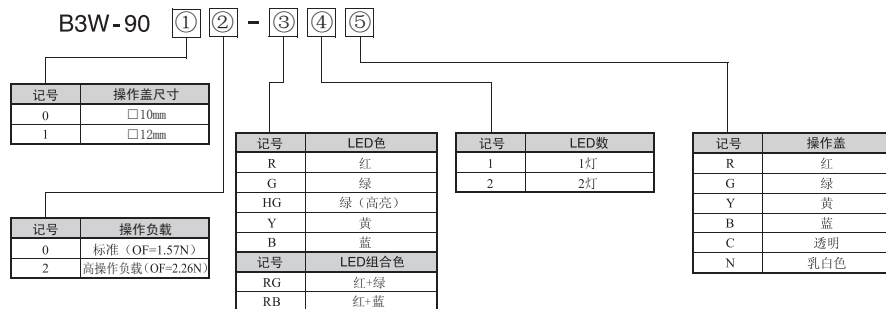 B3W-90 ① ② - ③ ④ ⑤
记号 操作盖尺寸
0 □10mm
1 □12mm
记号 操作负载
0 标准（OF=1.57N）
2 高操作负载（OF=2.26N）
记号 LED色
R 红
G 绿
HG 绿（高亮）
Y 黄
B 蓝
记号 LED组合色
RG 红+绿
RB 红+蓝
记号 LED数
1 1灯
2 2灯
记号 操作盖
R 红
G 绿
Y 黄
B 蓝
C 透明
N 乳白色